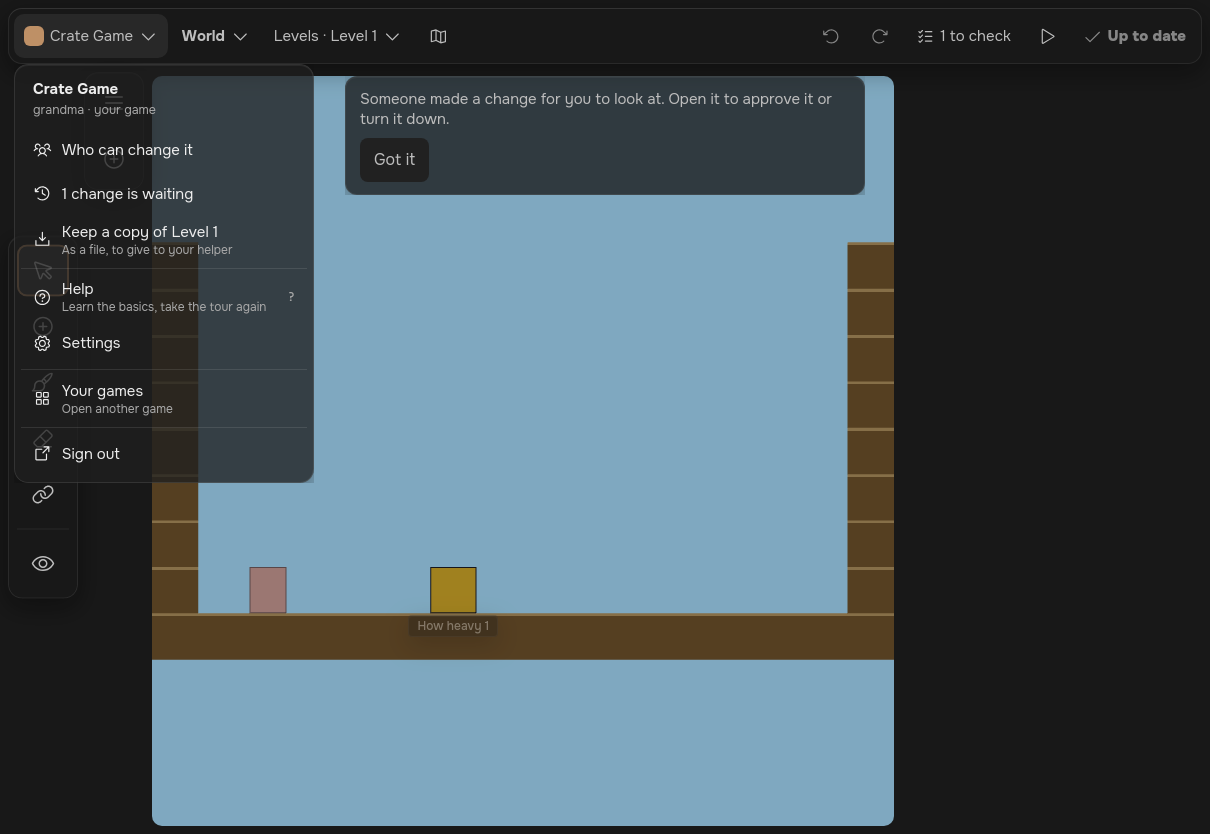 Crate Game
World
Levels · Level 1
1 to check
Up to date
Crate Game
grandma · your game
Who can change it
1 change is waiting
Keep a copy of Level 1
As a file, to give to your helper
Help
Learn the basics, take the tour again
?
Settings
Your games
Open another game
Sign out
Someone made a change for you to look at. Open it to approve it or
turn it down.
Got it
How heavy 1